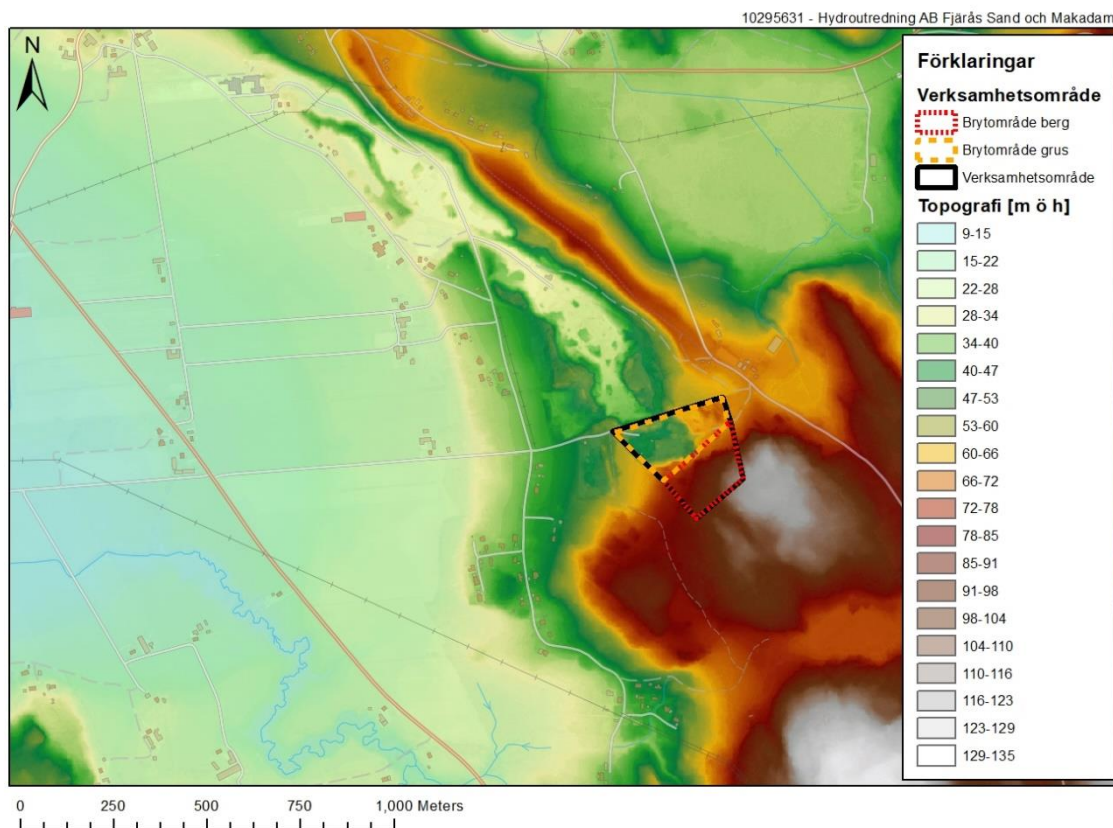 10295631 - Hydroutredning AB Fjärås Sand och Makadam
N
Förklaringar
Verksamhetsområde
Brytområde berg
Brytområde grus
Verksamhetsområde
Topografi [m ö h]
9-15
15-22
22-28
28-34
34-40
40-47
47-53
53-60
60-66
66-72
72-78
78-85
85-91
91-98
98-104
104-110
110-116
116-123
123-129
129-135
0 250 500 750 1,000 Meters